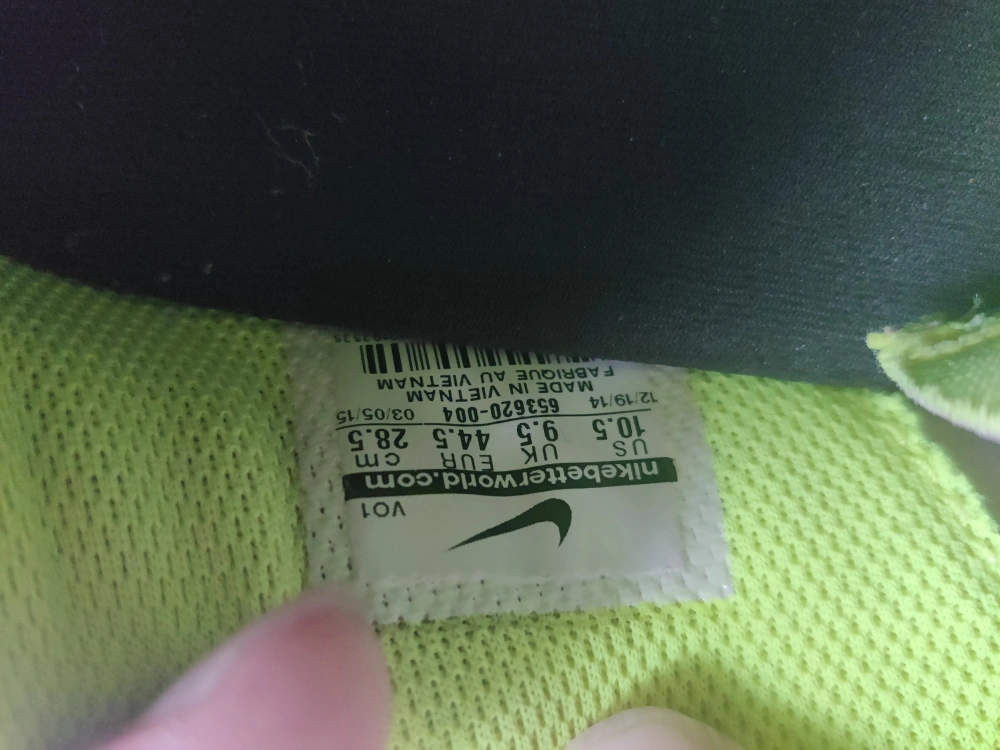 VO1
nikebetterworld.com
US UK EUR cm
10.5 9.5 44.5 28.5
12/19/14 653620-004 03/05/15
MADE IN VIETNAM
FABRIQUE AU VIETNAM